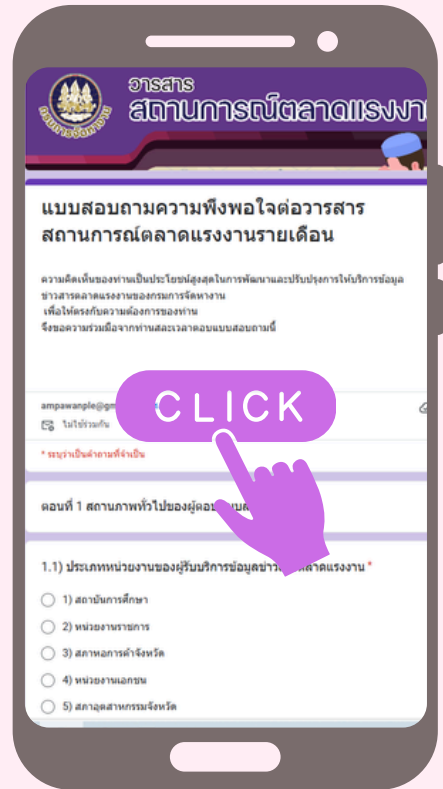 วารสาร
สถานการณ์ตลาดแรงงา
กรมการจัดหางาน
แบบสอบถามความพึงพอใจต่อวารสาร
สถานการณ์ตลาดแรงงานรายเดือน
ความคิดเห็นของท่านเป็นประโยชน์สูงสุดในการพัฒนาและปรับปรุงการให้บริการข้อมูล
ข่าวสารตลาดแรงงานของกรมการจัดหางาน
เพื่อให้ตรงกับความต้องการของท่าน
จึงขอความร่วมมือจากท่านสละเวลาตอบแบบสอบถามนี้
ampawanple@gm
CLICK
ไม่ใช้ร่วมกัน
* ระบุว่าเป็นคำถามที่จำเป็น
ตอนที่ 1 สถานภาพทั่วไปของผู้ตอบ
1.1) ประเภทหน่วยงานของผู้รับบริการข้อมูลข่าว ตลาดแรงงาน *
1) สถาบันการศึกษา
2) หน่วยงานราชการ
3) สภาหอการค้าจังหวัด
4) หน่วยงานเอกชน
5) สภาอุตสาหกรรมจังหวัด